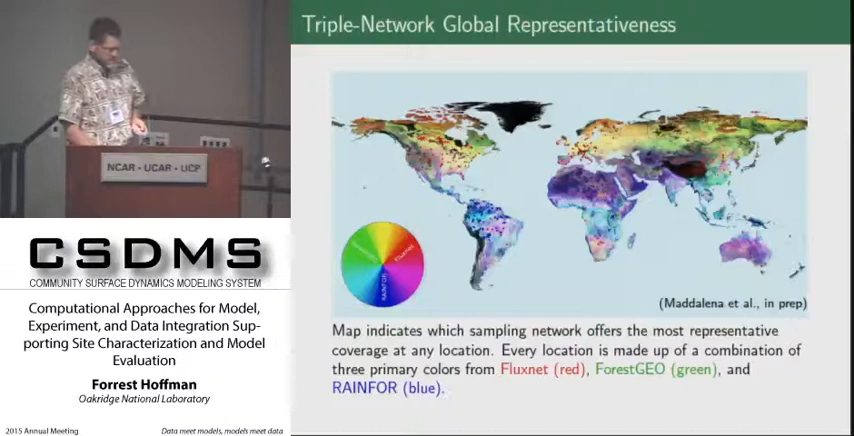 Triple-Network Global Representativeness
NCAR • UCAR • UCP
CSDMS
COMMUNITY SURFACE DYNAMICS MODELING SYSTEM
Computational Approaches for Model,
Experiment, and Data Integration Sup-
porting Site Characterization and Model
Evaluation
Forrest Hoffman
Oakridge National Laboratory
2015 Annual Meeting
Data meet models, models meet data
Fluxnet
RAINFOR
(Maddalena et al., in prep)
Map indicates which sampling network offers the most representative
coverage at any location. Every location is made up of a combination of
three primary colors from Fluxnet (red), ForestGEO (green), and
RAINFOR (blue).